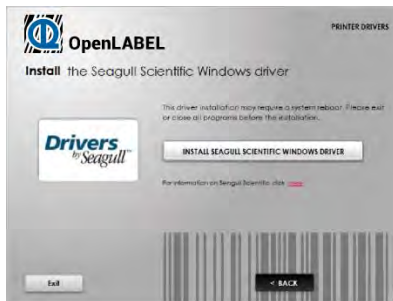 OpenLABEL
PRINTER DRIVERS
Install the Seagull Scientific Windows driver
This driver installation may require a system reboot. Please exit
or close all programs before the installation.
Drivers
by Seagull™
INSTALL SEAGULL SCIENTIFIC WINDOWS DRIVER
For information on Seagull Scientific click
Exit
< BACK